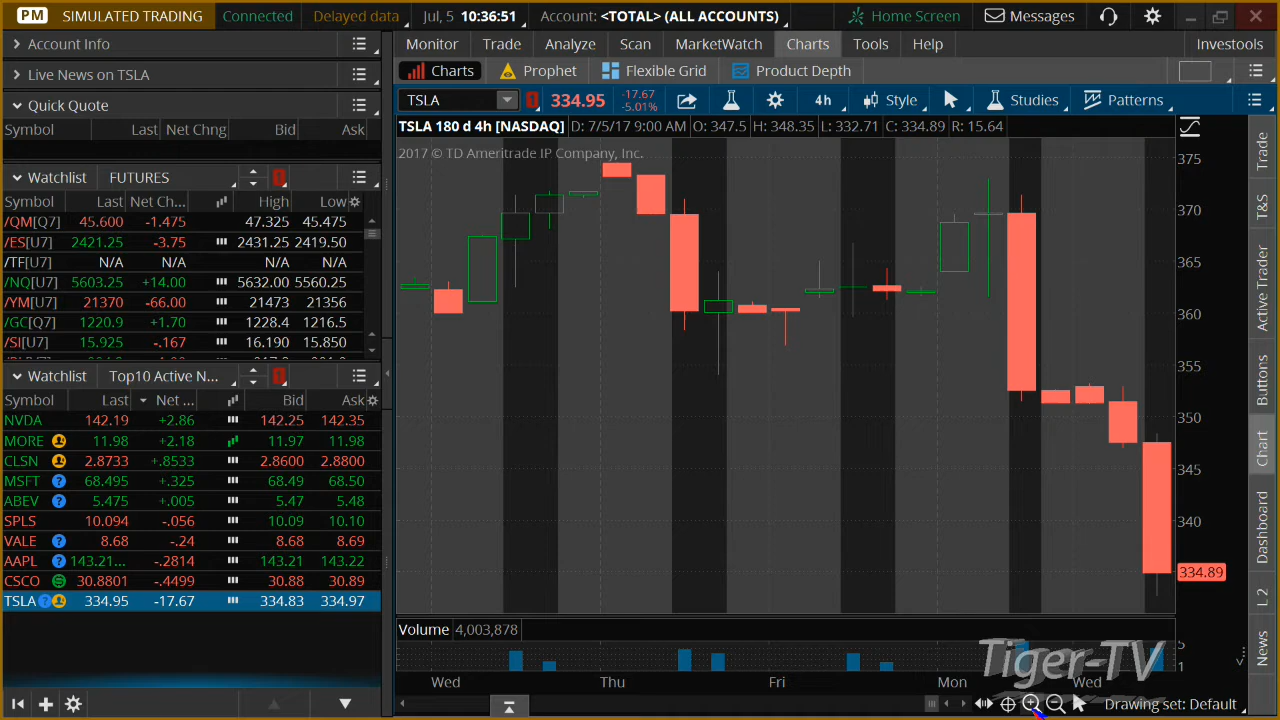 PM SIMULATED TRADING Connected Delayed data Jul, 5 10:36:51 Account: <TOTAL> (ALL ACCOUNTS) Home Screen Messages
Account Info
Live News on TSLA
Quick Quote
Symbol Last Net Chng Bid Ask
Watchlist FUTURES
Symbol Last Net Ch... High Low
/QM[Q7] 45.600 -1.475 47.325 45.475
/ES[U7] 2421.25 -3.75 2431.25 2419.50
/TF[U7] N/A N/A N/A N/A
/NQ[U7] 5603.25 +14.00 5632.00 5560.25
/YM[U7] 21370 -66.00 21473 21356
/GC[Q7] 1220.9 +1.70 1228.4 1216.5
/SI[U7] 15.925 -.167 16.190 15.850
Watchlist Top10 Active N...
Symbol Last Net ... Bid Ask
NVDA 142.19 +2.86 142.25 142.35
MORE 11.98 +2.18 11.97 11.98
CLSN 2.8733 +.8533 2.8600 2.8800
MSFT 68.495 +.325 68.49 68.50
ABEV 5.475 +.005 5.47 5.48
SPLS 10.094 -.056 10.09 10.10
VALE 8.68 -.24 8.68 8.69
AAPL 143.21... -.2814 143.21 143.22
CSCO 30.8801 -.4499 30.88 30.89
TSLA 334.95 -17.67 334.83 334.97
Monitor Trade Analyze Scan MarketWatch Charts Tools Help Investools
Charts Prophet Flexible Grid Product Depth
TSLA 334.95 -17.67 -5.01% 4h Style Studies Patterns
TSLA 180 d 4h [NASDAQ] D: 7/5/17 9:00 AM O: 347.5 H: 348.35 L: 332.71 C: 334.89 R: 15.64
2017 © TD Ameritrade IP Company, Inc.
375
370
365
360
355
350
345
340
334.89
Volume 4,003,878
5
1
Wed Thu Fri Mon Wed
Tiger-TV
Drawing set: Default
Trade
T&S
Active Trader
Buttons
Chart
Dashboard
L 2
News